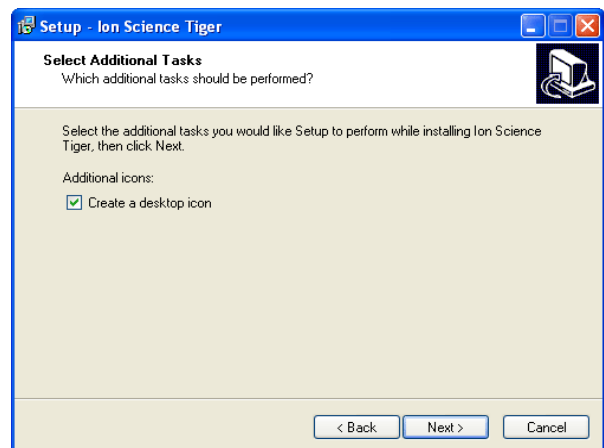 Setup - Ion Science Tiger
Select Additional Tasks
Which additional tasks should be performed?
Select the additional tasks you would like Setup to perform while installing Ion Science
Tiger, then click Next.
Additional icons:
Create a desktop icon
< Back
Next >
Cancel